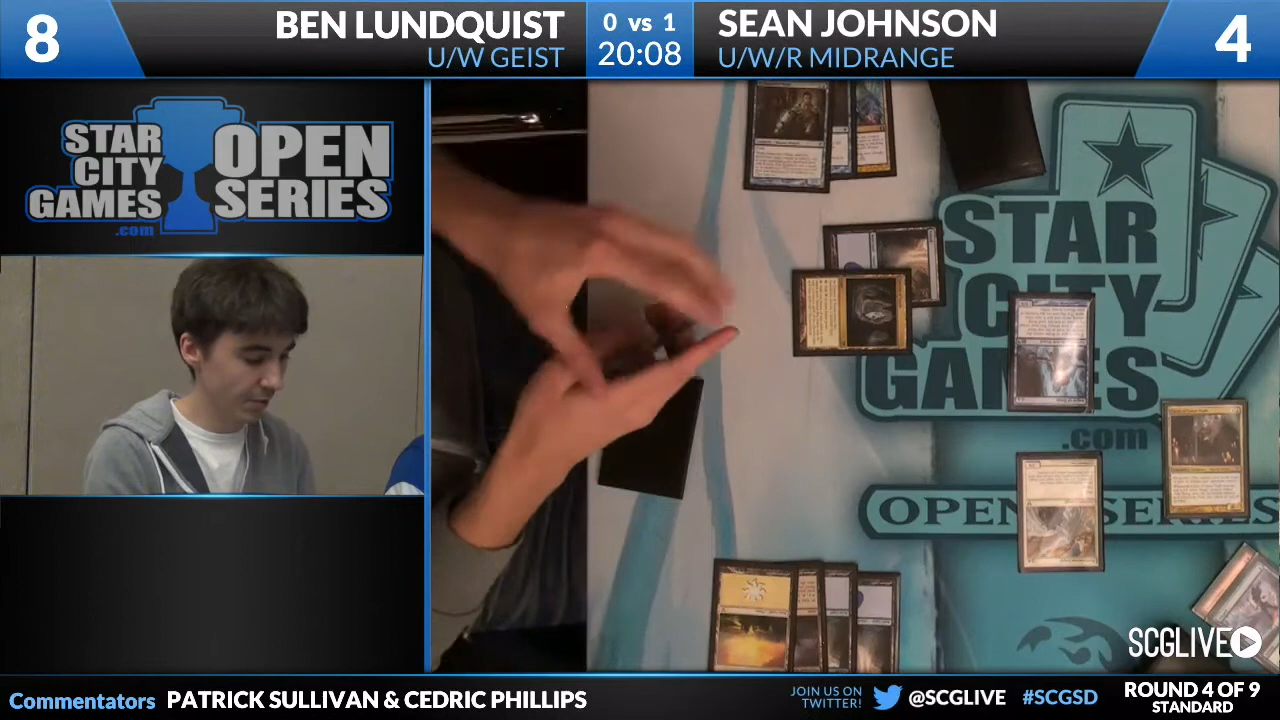 8
BEN LUNDQUIST
U/W GEIST
0 vs 1
20:08
SEAN JOHNSON
U/W/R MIDRANGE
4
STAR
CITY
GAMES
.com
OPEN
SERIES
STAR
CITY
GAMES
.com
OPEN SERIES
SCGLIVE
Commentators PATRICK SULLIVAN & CEDRIC PHILLIPS
JOIN US ON
TWITTER!
@SCGLIVE #SCGSD
ROUND 4 OF 9
STANDARD